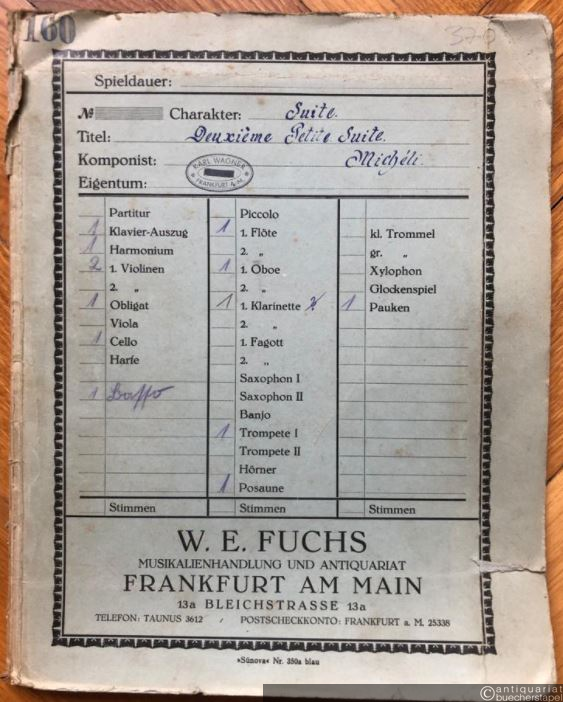 160
370
Spieldauer:
№ Charakter: Suite.
Titel: Deuxième Petite Suite.
Komponist: Michéli.
Eigentum: KARL WAGNER FRANKFURT A/M.
Partitur
1 Klavier-Auszug
1 Harmonium
2 1. Violinen
2. „
1 Obligat
Viola
1 Cello
Harfe
1 Basso
Stimmen
Piccolo
1 1. Flöte
2. „
1 1. Oboe
2. „
1 1. Klarinette
2. „
1. Fagott
2. „
Saxophon I
Saxophon II
Banjo
1 Trompete I
Trompete II
Hörner
1 Posaune
Stimmen
kl. Trommel
gr. „
Xylophon
Glockenspiel
1 Pauken
Stimmen
W. E. FUCHS
MUSIKALIENHANDLUNG UND ANTIQUARIAT
FRANKFURT AM MAIN
13a BLEICHSTRASSE 13a
TELEFON: TAUNUS 3612 / POSTSCHECKKONTO: FRANKFURT a. M. 25338
»Sünova« Nr. 350a blau
© antiquariat
buecherstapel